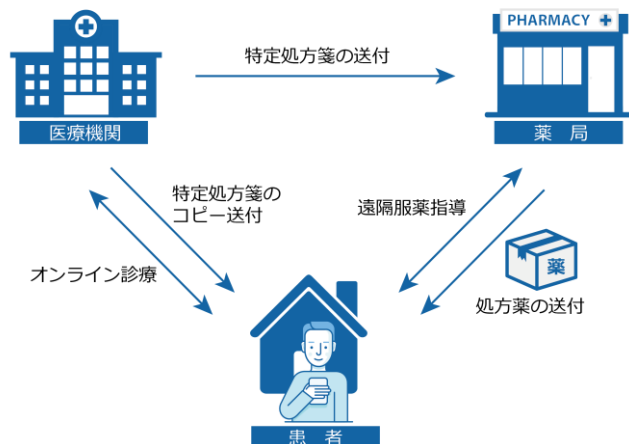 PHARMACY
特定処方箋の送付
医療機関
薬 局
特定処方箋の
コピー送付
遠隔服薬指導
オンライン診療
薬
処方薬の送付
患 者